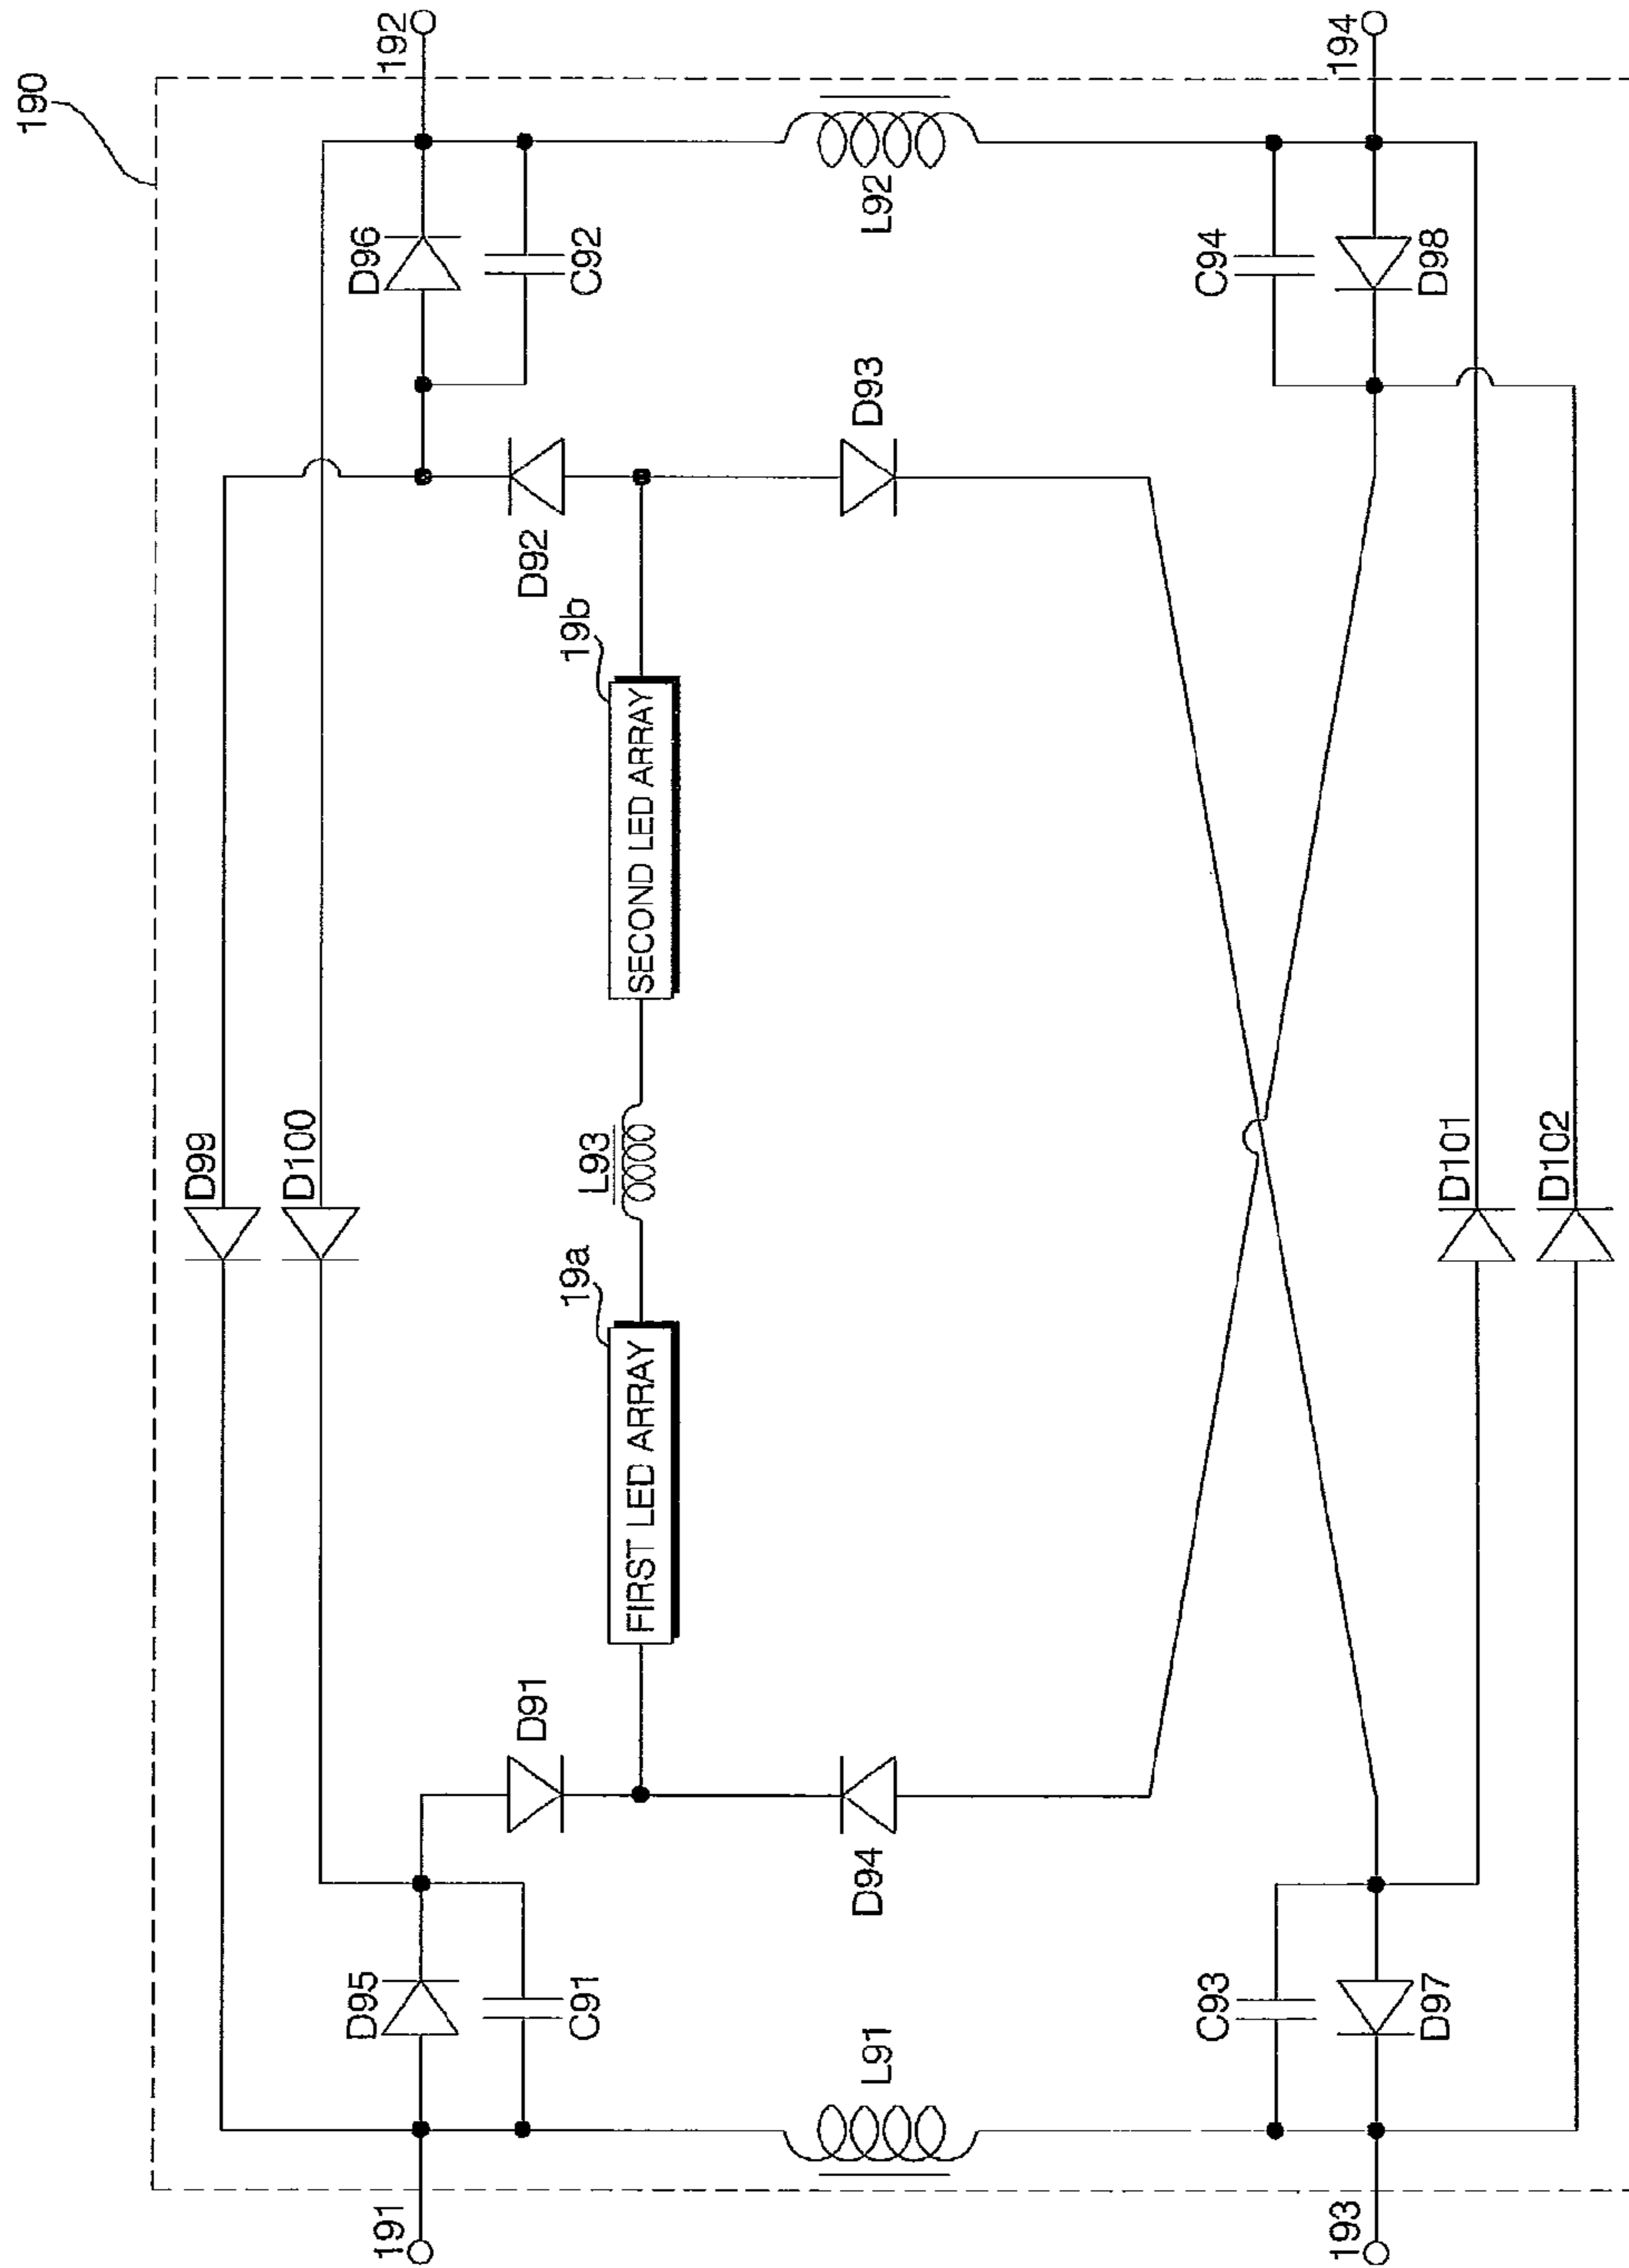 190
191
192
193
194
D99
D100
D95
C91
D91
D92
D96
C92
FIRST LED ARRAY
19a
L93
SECOND LED ARRAY
19b
L91
L92
D94
D93
C93
D97
C94
D98
D101
D102